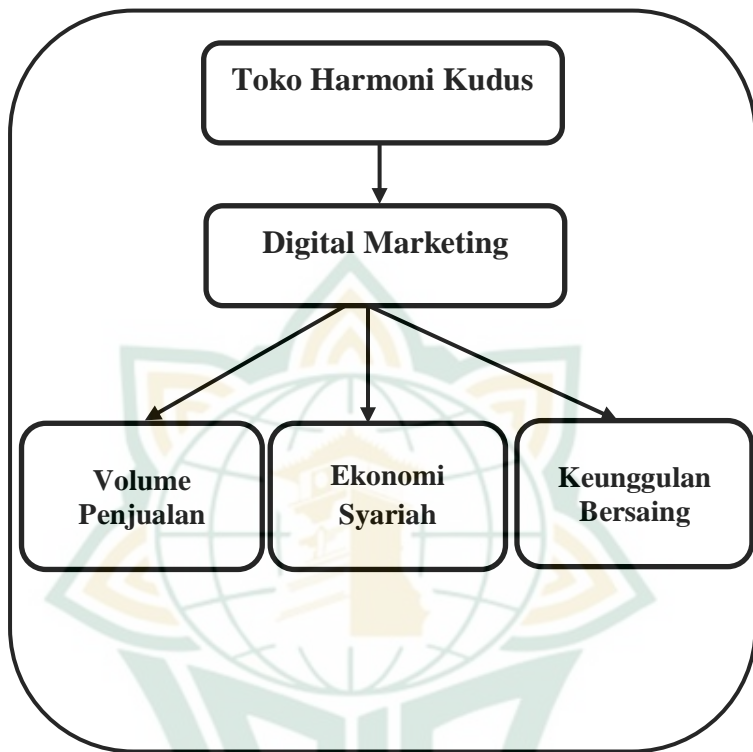 Toko Harmoni Kudus
Digital Marketing
Volume
Penjualan
Ekonomi
Syariah
Keunggulan
Bersaing